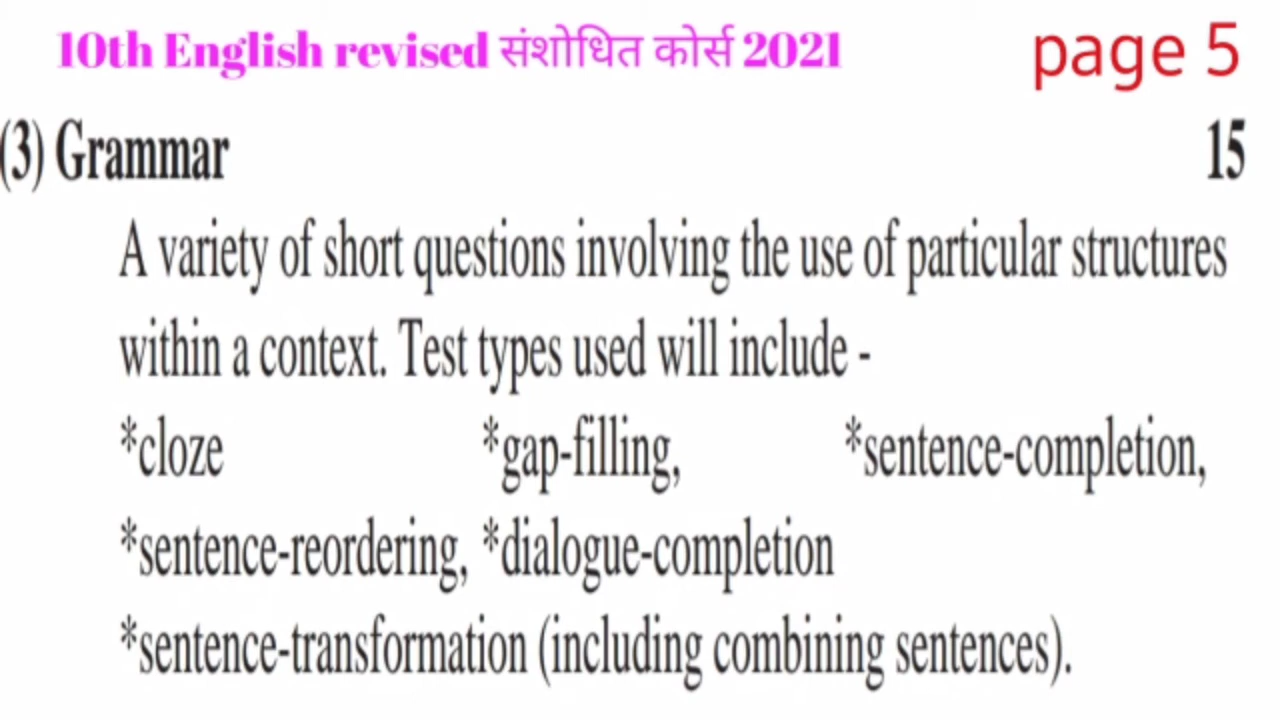 10th English revised संशोधित कोर्स 2021 page 5
(3) Grammar 15
A variety of short questions involving the use of particular structures
within a context. Test types used will include -
*cloze *gap-filling, *sentence-completion,
*sentence-reordering, *dialogue-completion
*sentence-transformation (including combining sentences).